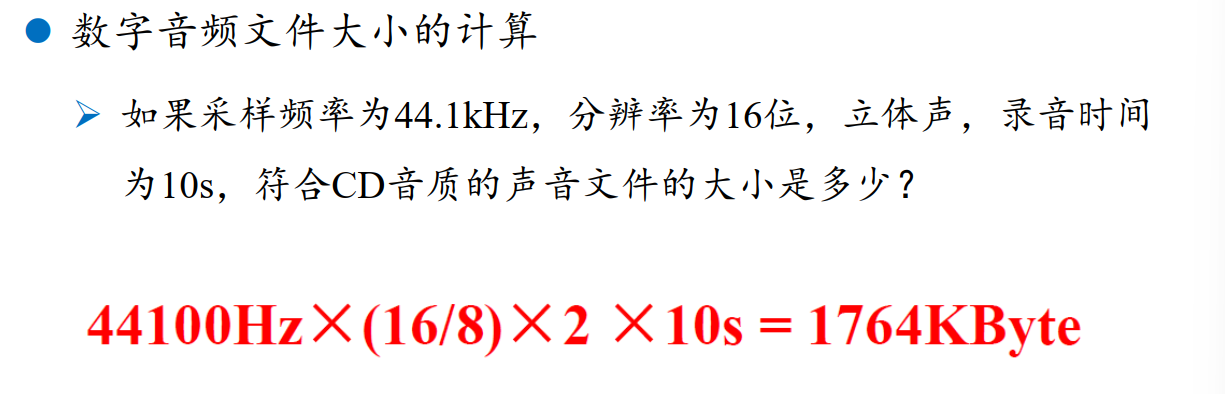 数字音频文件大小的计算
如果采样频率为44.1kHz，分辨率为16位，立体声，录音时间
为10s，符合CD音质的声音文件的大小是多少？
44100Hz×(16/8)×2 ×10s = 1764KByte